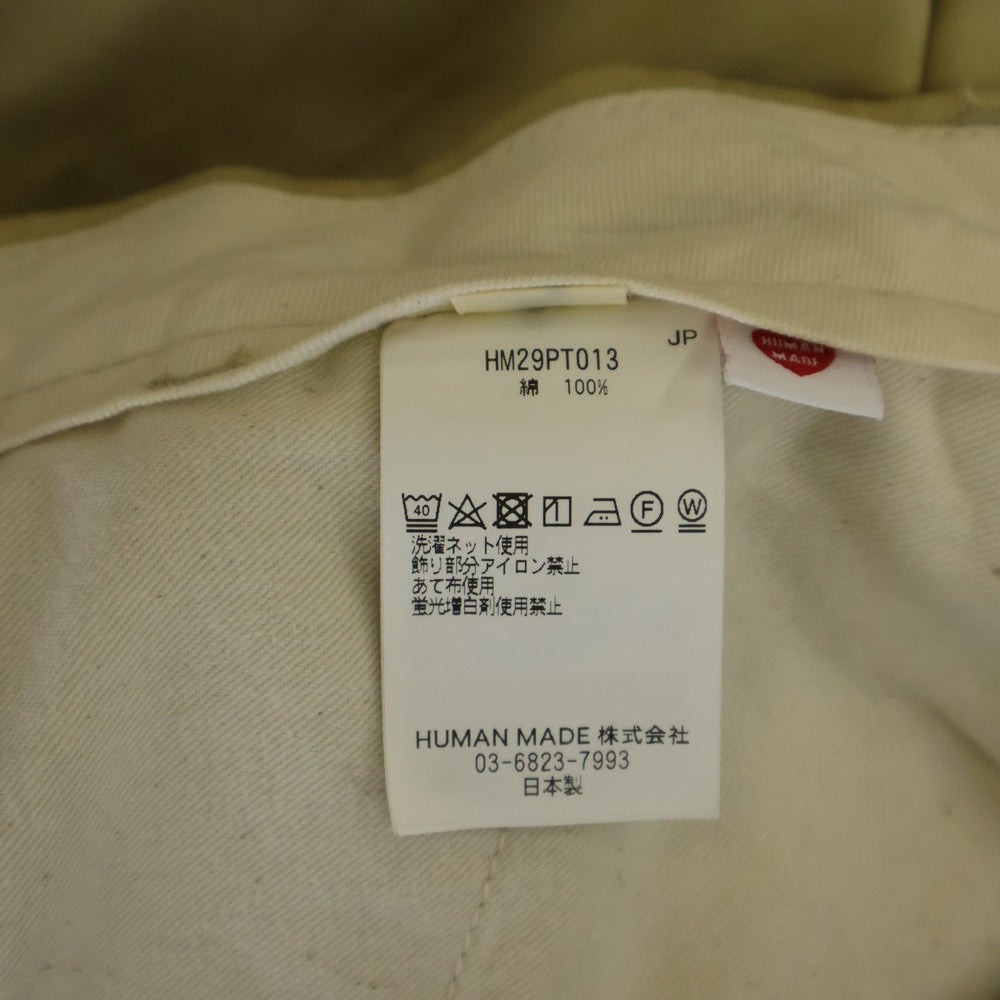 JP
HM29PT013
綿 100%
40
F W
洗濯ネット使用
飾り部分アイロン禁止
あて布使用
蛍光増白剤使用禁止
HUMAN MADE 株式会社
03-6823-7993
日本製
HUMAN
MADE